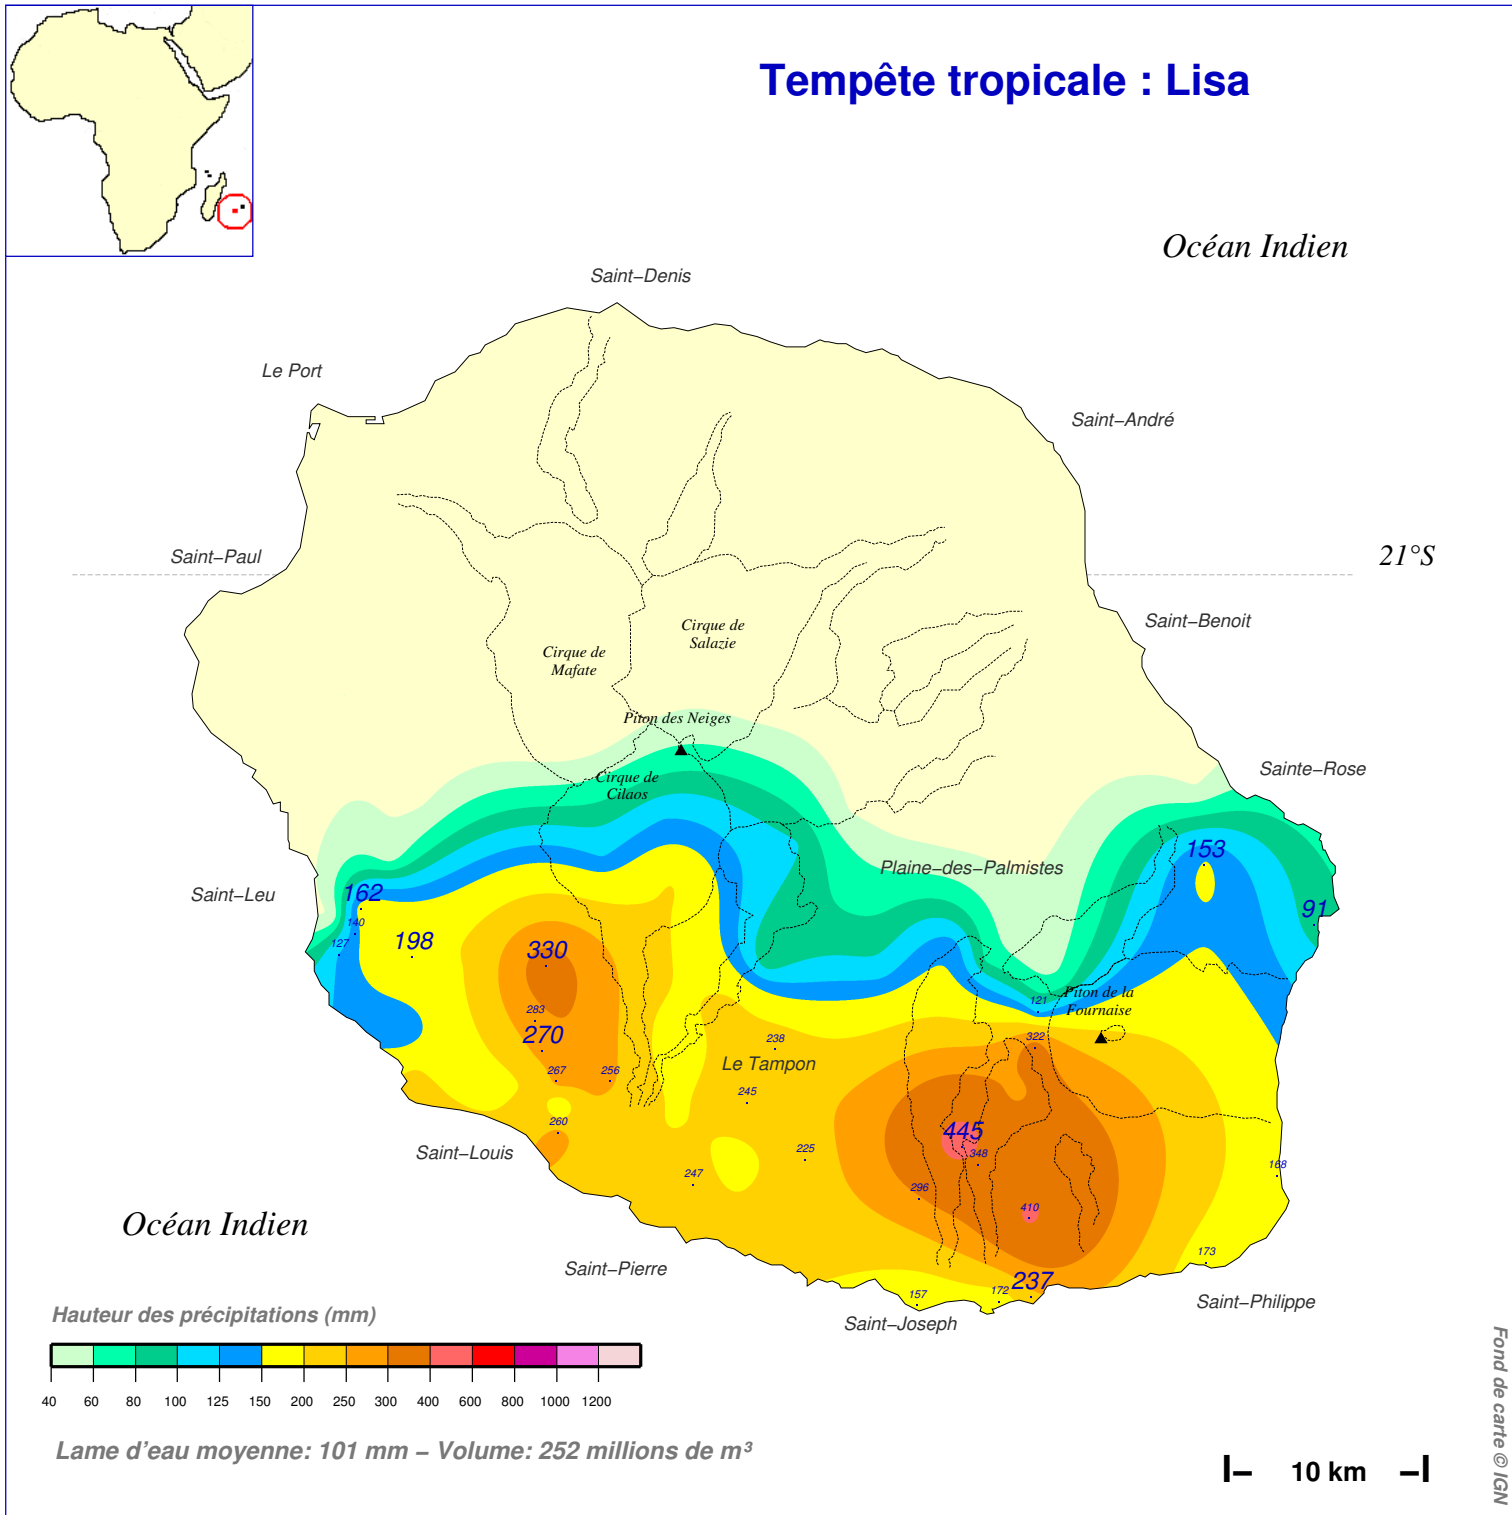 Tempête tropicale : Lisa
Océan Indien
Saint–Denis
Le Port
Saint–André
Saint–Paul
21°S
Saint–Benoit
Cirque de
Salazie
Cirque de
Mafate
Piton des Neiges
Sainte–Rose
Cirque de
Cilaos
153
Plaine–des–Palmistes
Saint–Leu
162
91
140
198
127
330
121
Piton de la
Fournaise
283
270
238
322
Le Tampon
267
256
245
260
445
Saint–Louis
348
225
168
247
296
410
Océan Indien
173
Saint–Pierre
237
172
157
Saint–Philippe
Saint–Joseph
Hauteur des précipitations (mm)
40 60 80 100 125 150 200 250 300 400 600 800 1000 1200
Lame d'eau moyenne: 101 mm – Volume: 252 millions de m³
10 km
Fond de carte © IGN